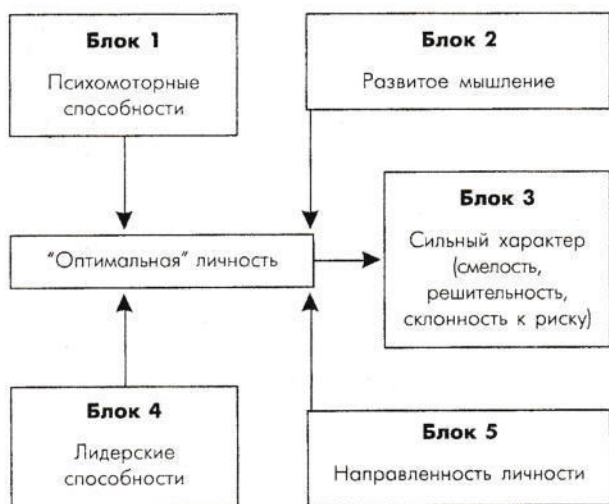 Блок 1
Психомоторные
способности
Блок 2
Развитое мышление
"Оптимальная" личность
Блок 3
Сильный характер
(смелость,
решительность,
склонность к риску)
Блок 4
Лидерские
способности
Блок 5
Направленность личности